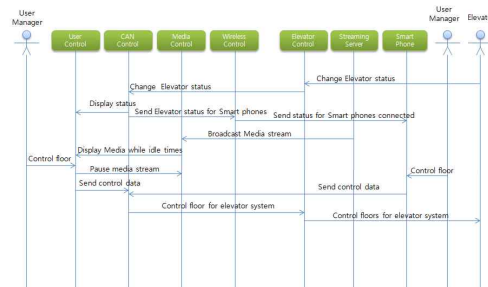 User
Manager
User
Manager
Elevat
User
Control
CAN
Control
Media
Control
Wireless
Control
Elevator
Control
Streaming
Server
Smart
Phone
Change Elevator status
Change Elevator status
Display status
Send Elevator status for Smart phones
Send status for Smart phones connected
Broadcast Media stream
Display Media while idle times
Control floor
Pause media stream
Control floor
Send control data
Send control data
Control floor for elevator system
Control floors for elevator system